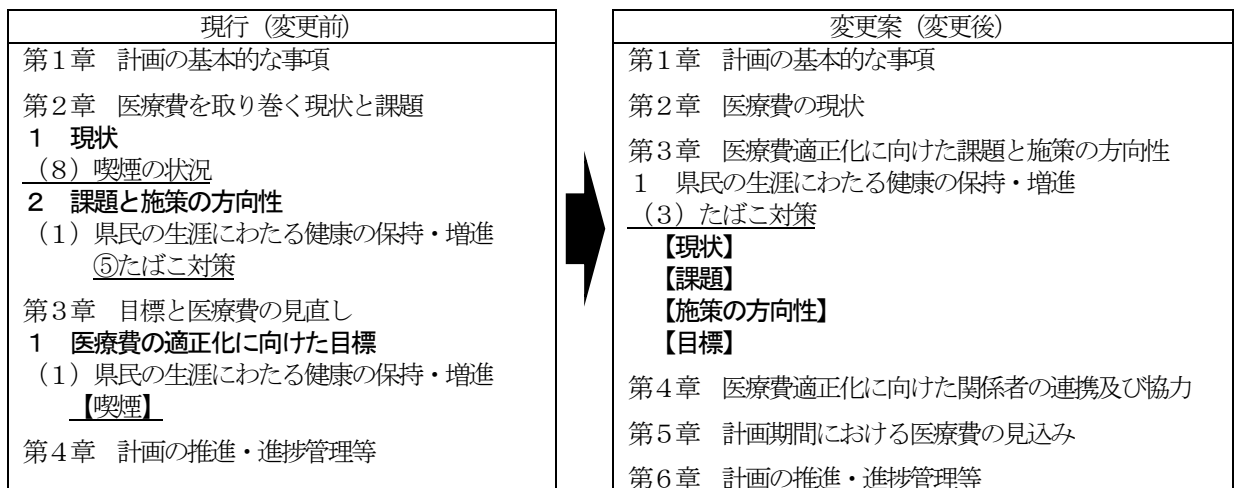 現行（変更前）
第１章　計画の基本的な事項
第２章　医療費を取り巻く現状と課題
１　現状
（８）喫煙の状況
２　課題と施策の方向性
（１）県民の生涯にわたる健康の保持・増進
⑤たばこ対策
第３章　目標と医療費の見直し
１　医療費の適正化に向けた目標
（１）県民の生涯にわたる健康の保持・増進
【喫煙】
第４章　計画の推進・進捗管理等
変更案（変更後）
第１章　計画の基本的な事項
第２章　医療費の現状
第３章　医療費適正化に向けた課題と施策の方向性
１　県民の生涯にわたる健康の保持・増進
（３）たばこ対策
【現状】
【課題】
【施策の方向性】
【目標】
第４章　医療費適正化に向けた関係者の連携及び協力
第５章　計画期間における医療費の見込み
第６章　計画の推進・進捗管理等